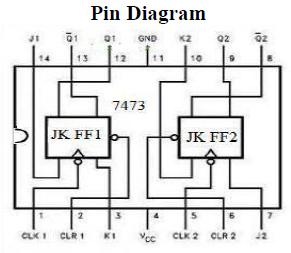 Pin Diagram
J1 Q̅1 Q1 GND K2 Q2 Q̅2
14 13 12 11 10 9 8
7473
JK FF1 JK FF2
1 2 3 4 5 6 7
CLK 1 CLR 1 K1 VCC CLK 2 CLR 2 J2